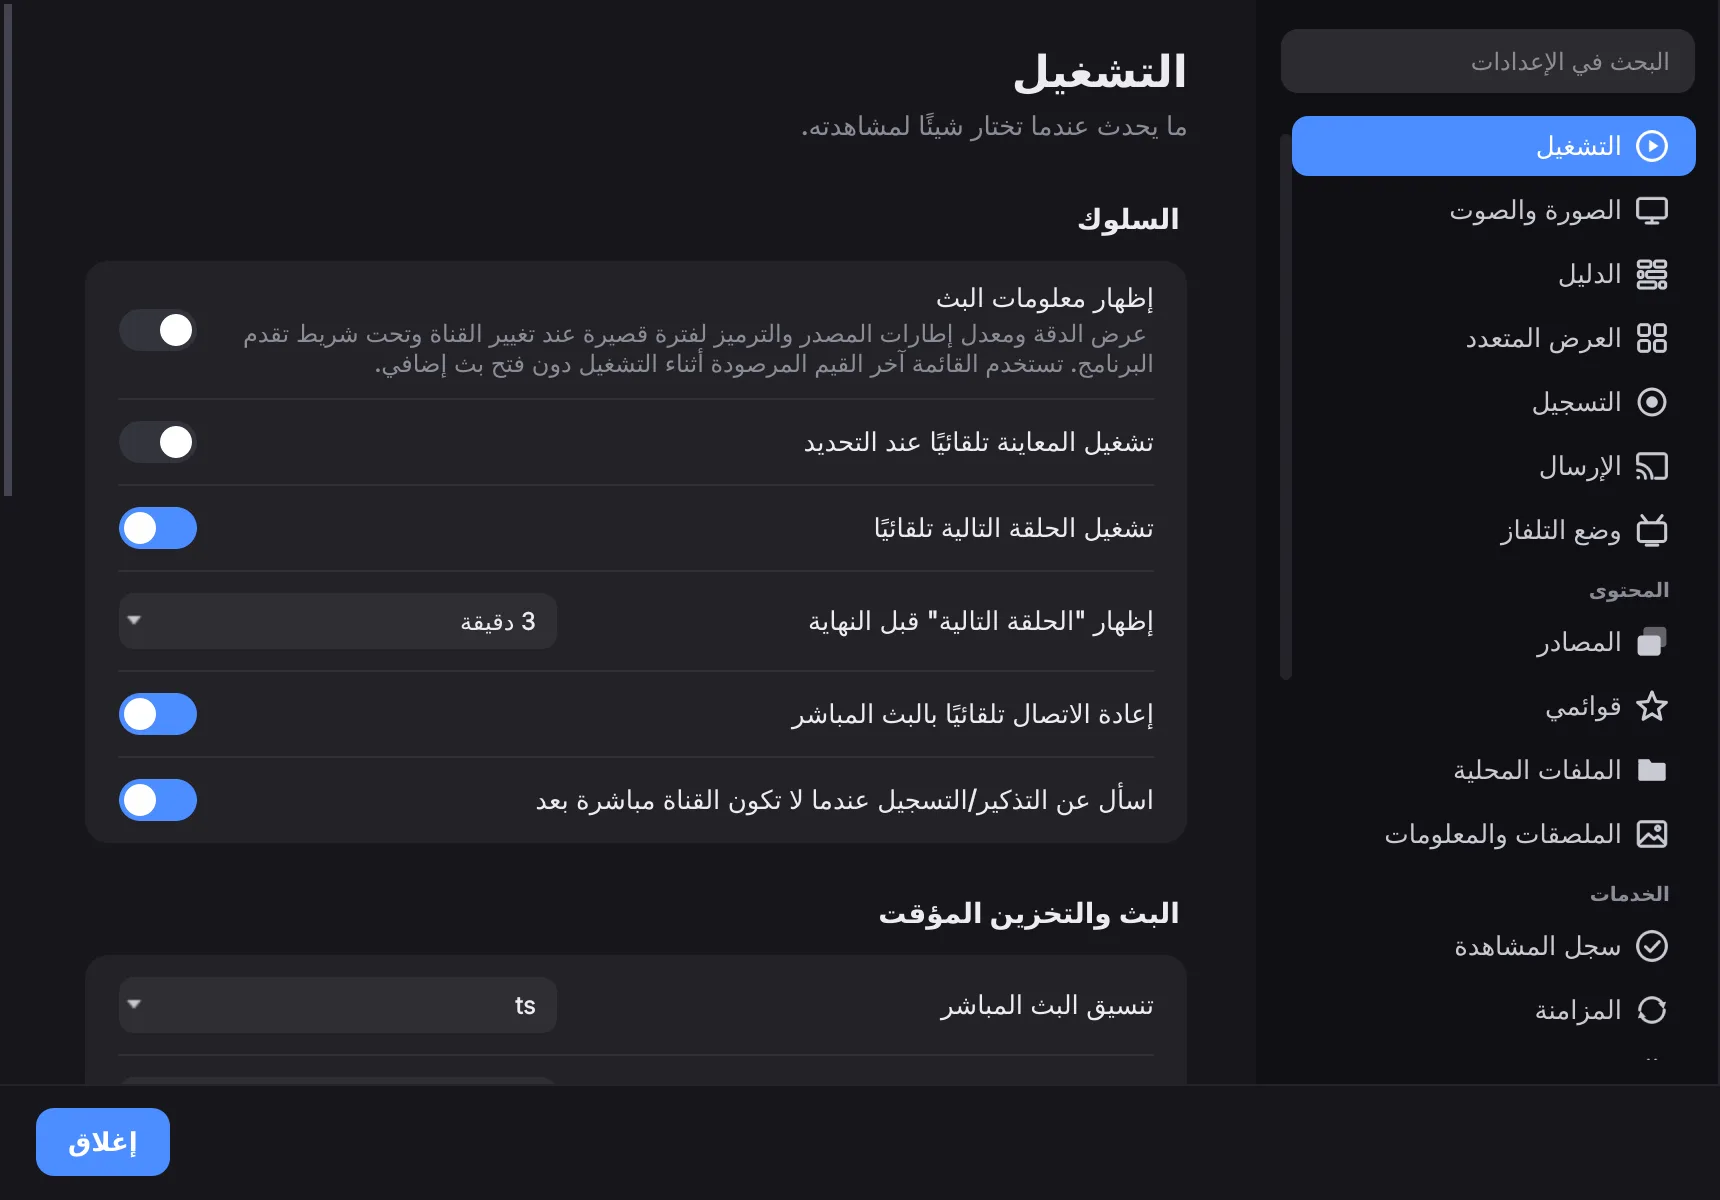 البحث في الإعدادات
التشغيل
الصورة والصوت
الدليل
العرض المتعدد
التسجيل
الإرسال
وضع التلفاز
المحتوى
المصادر
قوائمي
الملفات المحلية
الملصقات والمعلومات
الخدمات
سجل المشاهدة
المزامنة
التشغيل
ما يحدث عندما تختار شيئًا لمشاهدته.
السلوك
إظهار معلومات البث
عرض الدقة ومعدل إطارات المصدر والترميز لفترة قصيرة عند تغيير القناة وتحت شريط تقدم
البرنامج. تستخدم القائمة آخر القيم المرصودة أثناء التشغيل دون فتح بث إضافي.
تشغيل المعاينة تلقائيًا عند التحديد
تشغيل الحلقة التالية تلقائيًا
إظهار "الحلقة التالية" قبل النهاية
3 دقيقة
إعادة الاتصال تلقائيًا بالبث المباشر
اسأل عن التذكير/التسجيل عندما لا تكون القناة مباشرة بعد
البث والتخزين المؤقت
تنسيق البث المباشر
ts
إغلاق